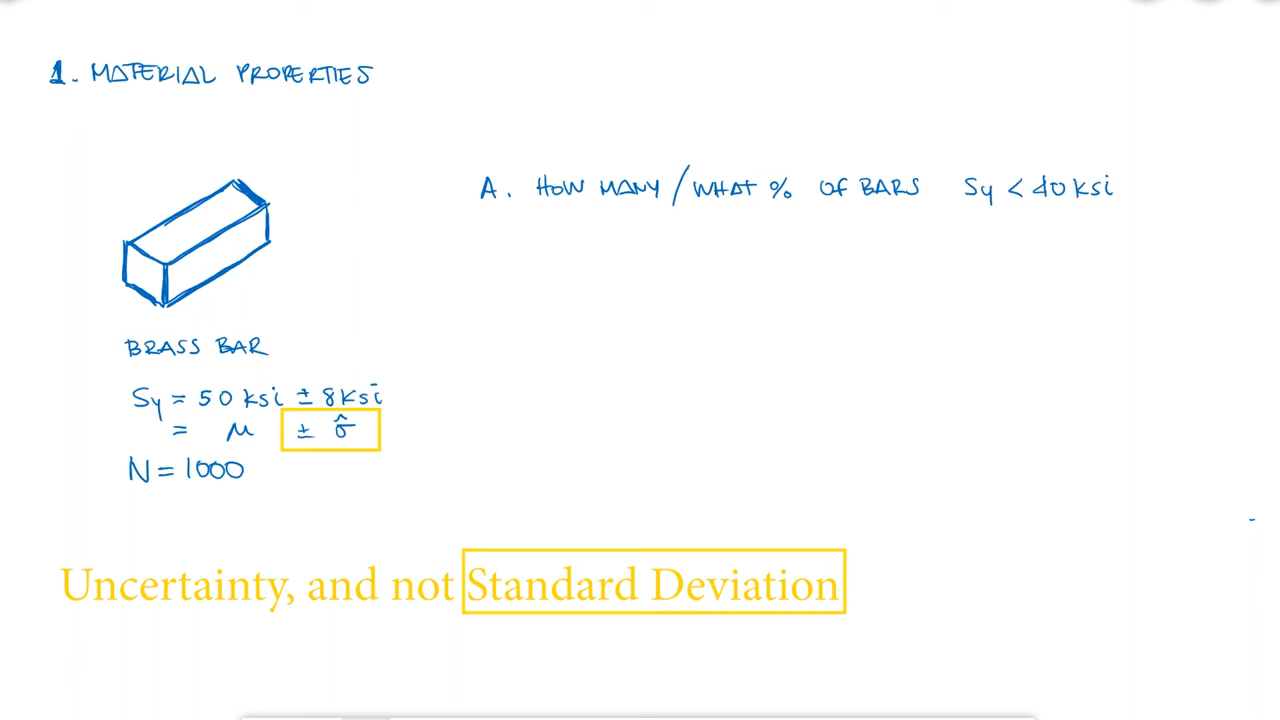 1. MATERIAL PROPERTIES
A. HOW MANY / WHAT % OF BARS Sy < 40 ksi
BRASS BAR
Sy = 50 ksi ± 8 ksi
= μ ± σ̂
N = 1000
Uncertainty, and not Standard Deviation